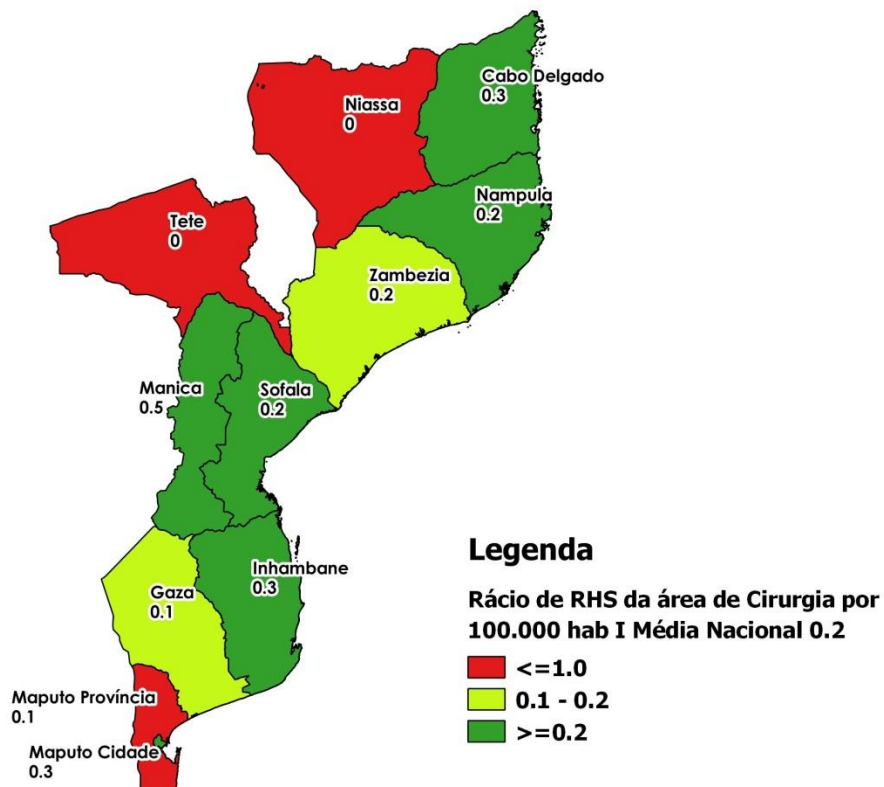 Cabo Delgado
0.3
Niassa
0
Nampula
0.2
Tete
0
Zambezia
0.2
Manica
0.5
Sofala
0.2
Inhambane
0.3
Gaza
0.1
Maputo Província
0.1
Maputo Cidade
0.3
Legenda
Rácio de RHS da área de Cirurgia por
100.000 hab I Média Nacional 0.2
<=1.0
0.1 - 0.2
>=0.2